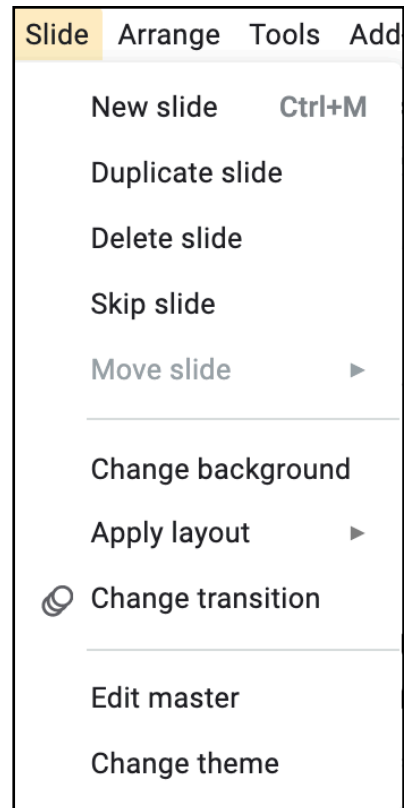 Slide Arrange Tools Add
New slide Ctrl+M
Duplicate slide
Delete slide
Skip slide
Move slide
Change background
Apply layout
Change transition
Edit master
Change theme